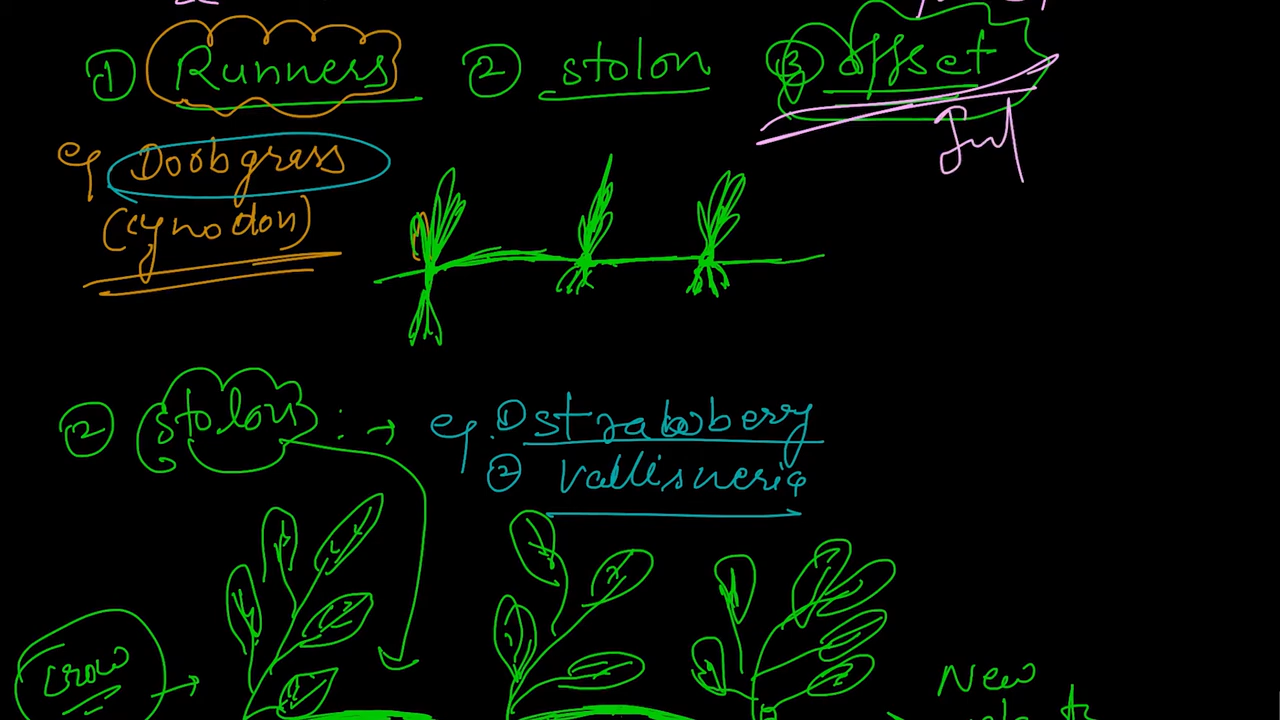 ① Runners ② stolon ③ offset
eg Doobgrass
(cynodon)
② stolon : → eg. ① strawberry
② Vallisneria
crow →
New